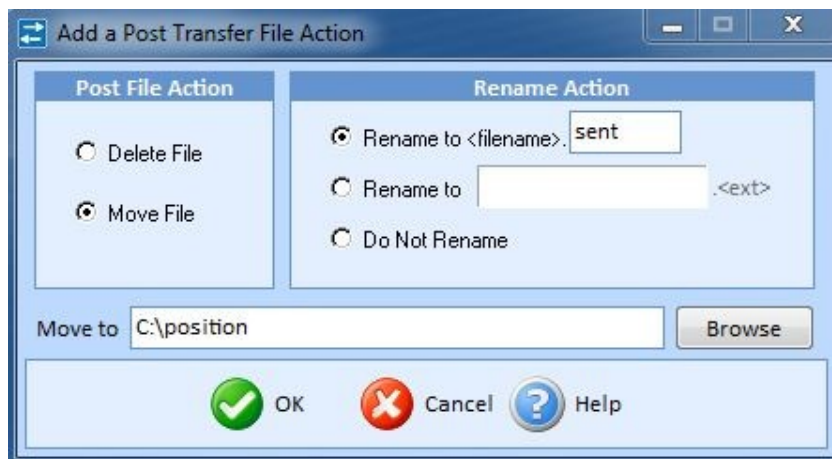 Add a Post Transfer File Action
Post File Action
Delete File
Move File
Rename Action
Rename to <filename>. sent
Rename to .<ext>
Do Not Rename
Move to C:\position Browse
OK Cancel Help